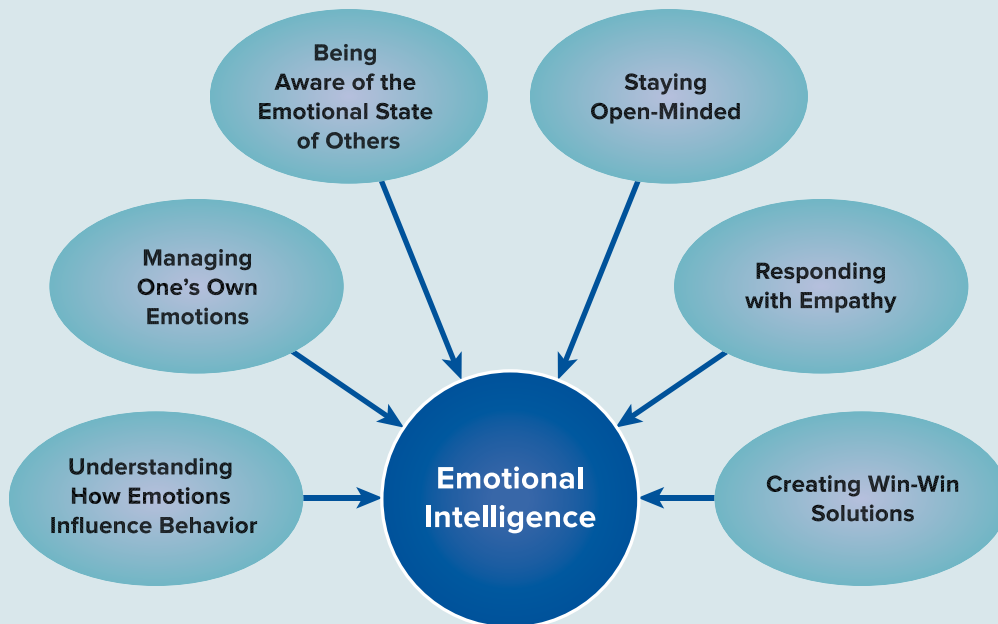 Being
Aware of the
Emotional State
of Others
Staying
Open-Minded
Managing
One’s Own
Emotions
Responding
with Empathy
Understanding
How Emotions
Influence Behavior
Emotional
Intelligence
Creating Win-Win
Solutions